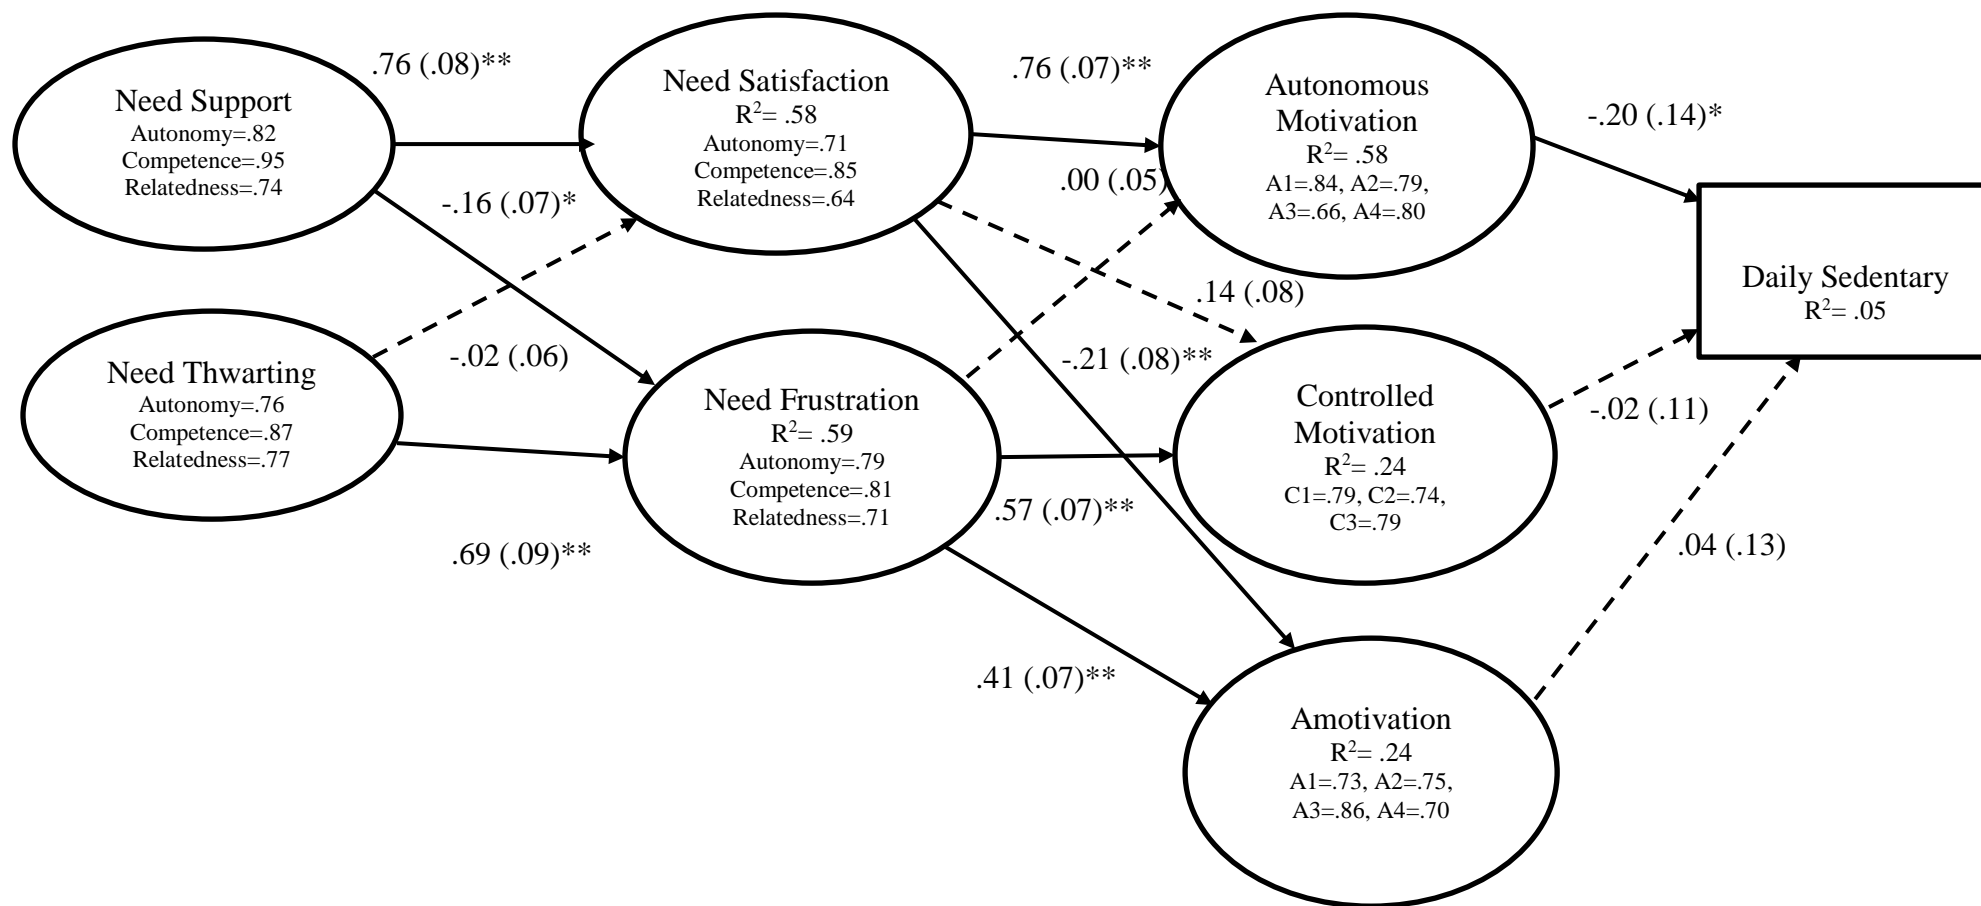 .76 (.08)**
Need Support
Autonomy=.82
Competence=.95
Relatedness=.74
-.16 (.07)*
Need Thwarting
Autonomy=.76
Competence=.87
Relatedness=.77
-.02 (.06)
.69 (.09)**
Need Satisfaction
R²= .58
Autonomy=.71
Competence=.85
Relatedness=.64
Need Frustration
R²= .59
Autonomy=.79
Competence=.81
Relatedness=.71
.76 (.07)**
.00 (.05)
.14 (.08)
-.21 (.08)**
.57 (.07)**
.41 (.07)**
Autonomous
Motivation
R²= .58
A1=.84, A2=.79,
A3=.66, A4=.80
Controlled
Motivation
R²= .24
C1=.79, C2=.74,
C3=.79
Amotivation
R²= .24
A1=.73, A2=.75,
A3=.86, A4=.70
-.20 (.14)*
-.02 (.11)
.04 (.13)
Daily Sedentary
R²= .05